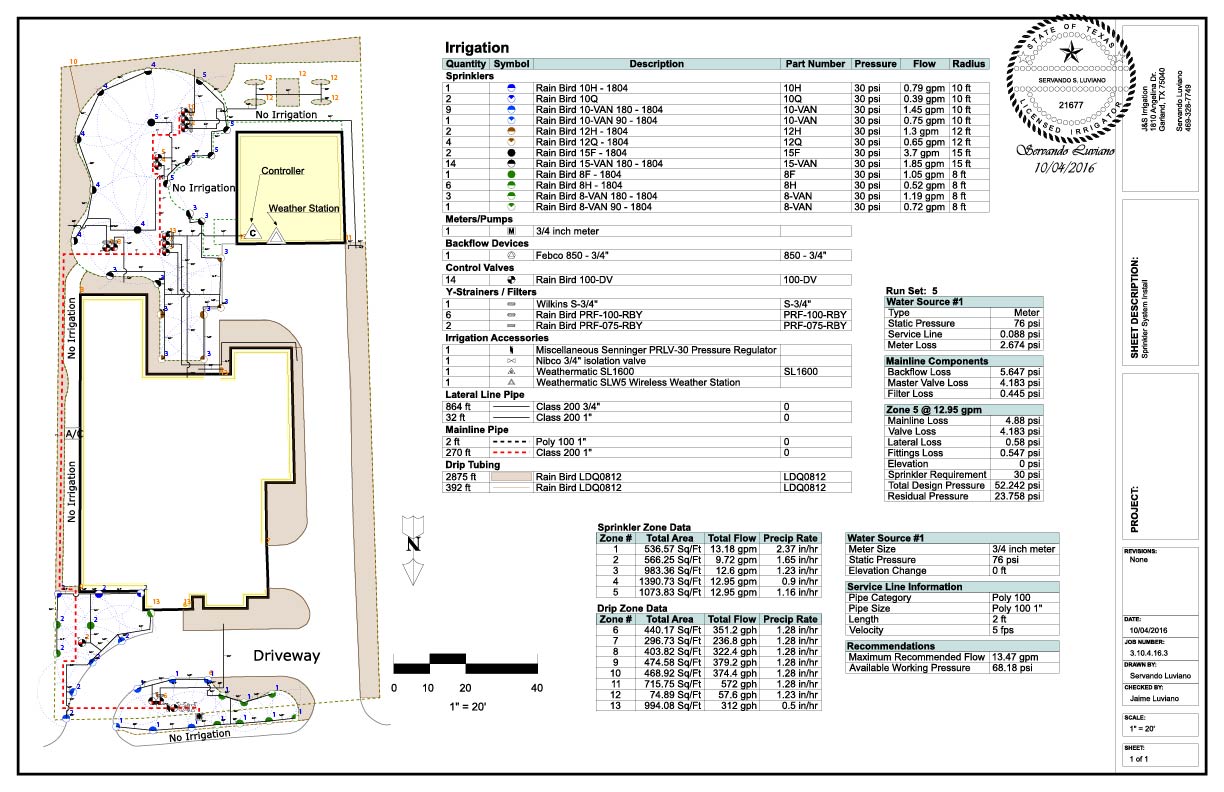 Irrigation
Quantity Symbol Description Part Number Pressure Flow Radius
Sprinklers
1 Rain Bird 10H - 1804 10H 30 psi 0.79 gpm 10 ft
2 Rain Bird 10Q 10Q 30 psi 0.39 gpm 10 ft
9 Rain Bird 10-VAN 180 - 1804 10-VAN 30 psi 1.45 gpm 10 ft
1 Rain Bird 10-VAN 90 - 1804 10-VAN 30 psi 0.75 gpm 10 ft
2 Rain Bird 12H - 1804 12H 30 psi 1.3 gpm 12 ft
4 Rain Bird 12Q - 1804 12Q 30 psi 0.65 gpm 12 ft
2 Rain Bird 15F - 1804 15F 30 psi 3.7 gpm 15 ft
14 Rain Bird 15-VAN 180 - 1804 15-VAN 30 psi 1.85 gpm 15 ft
1 Rain Bird 8F - 1804 8F 30 psi 1.05 gpm 8 ft
6 Rain Bird 8H - 1804 8H 30 psi 0.52 gpm 8 ft
3 Rain Bird 8-VAN 180 - 1804 8-VAN 30 psi 1.19 gpm 8 ft
1 Rain Bird 8-VAN 90 - 1804 8-VAN 30 psi 0.72 gpm 8 ft
Meters/Pumps
1 M 3/4 inch meter
Backflow Devices
1 Febco 850 - 3/4" 850 - 3/4"
Control Valves
14 Rain Bird 100-DV 100-DV
Y-Strainers / Filters
1 Wilkins S-3/4" S-3/4"
6 Rain Bird PRF-100-RBY PRF-100-RBY
2 Rain Bird PRF-075-RBY PRF-075-RBY
Irrigation Accessories
1 Miscellaneous Senninger PRLV-30 Pressure Regulator
1 Nibco 3/4" isolation valve
1 Weathermatic SL1600 SL1600
1 Weathermatic SLW5 Wireless Weather Station
Lateral Line Pipe
864 ft Class 200 3/4" 0
32 ft Class 200 1" 0
Mainline Pipe
2 ft Poly 100 1" 0
270 ft Class 200 1" 0
Drip Tubing
2875 ft Rain Bird LDQ0812 LDQ0812
392 ft Rain Bird LDQ0812 LDQ0812
Run Set: 5
Water Source #1
Type Meter
Static Pressure 76 psi
Service Line 0.088 psi
Meter Loss 2.674 psi
Mainline Components
Backflow Loss 5.647 psi
Master Valve Loss 4.183 psi
Filter Loss 0.445 psi
Zone 5 @ 12.95 gpm
Mainline Loss 4.88 psi
Valve Loss 4.183 psi
Lateral Loss 0.58 psi
Fittings Loss 0.547 psi
Elevation 0 psi
Sprinkler Requirement 30 psi
Total Design Pressure 52.242 psi
Residual Pressure 23.758 psi
Sprinkler Zone Data
Zone # Total Area Total Flow Precip Rate
1 536.57 Sq/Ft 13.18 gpm 2.37 in/hr
2 566.25 Sq/Ft 9.72 gpm 1.65 in/hr
3 983.36 Sq/Ft 12.6 gpm 1.23 in/hr
4 1390.73 Sq/Ft 12.95 gpm 0.9 in/hr
5 1073.83 Sq/Ft 12.95 gpm 1.16 in/hr
Drip Zone Data
Zone # Total Area Total Flow Precip Rate
6 440.17 Sq/Ft 351.2 gph 1.28 in/hr
7 296.73 Sq/Ft 236.8 gph 1.28 in/hr
8 403.82 Sq/Ft 322.4 gph 1.28 in/hr
9 474.58 Sq/Ft 379.2 gph 1.28 in/hr
10 468.92 Sq/Ft 374.4 gph 1.28 in/hr
11 715.75 Sq/Ft 572 gph 1.28 in/hr
12 74.89 Sq/Ft 57.6 gph 1.23 in/hr
13 994.08 Sq/Ft 312 gph 0.5 in/hr
Water Source #1
Meter Size 3/4 inch meter
Static Pressure 76 psi
Elevation Change 0 ft
Service Line Information
Pipe Category Poly 100
Pipe Size Poly 100 1"
Length 2 ft
Velocity 5 fps
Recommendations
Maximum Recommended Flow 13.47 gpm
Available Working Pressure 68.18 psi
No Irrigation
No Irrigation
Controller
Weather Station
C
No Irrigation
A/C
No Irrigation
Driveway
No Irrigation
N
0 10 20 40
1" = 20'
STATE OF TEXAS
SERVANDO S. LUVIANO
21677
LICENSED IRRIGATOR
Servando Luviano
10/04/2016
J&S Irrigation
1810 Angelina Dr.
Garland, TX 75040
Servando Luviano
469-328-7749
SHEET DESCRIPTION:
Sprinkler System Install
PROJECT:
REVISIONS:
None
DATE:
10/04/2016
JOB NUMBER:
3.10.4.16.3
DRAWN BY:
Servando Luviano
CHECKED BY:
Jaime Luviano
SCALE:
1" = 20'
SHEET:
1 of 1